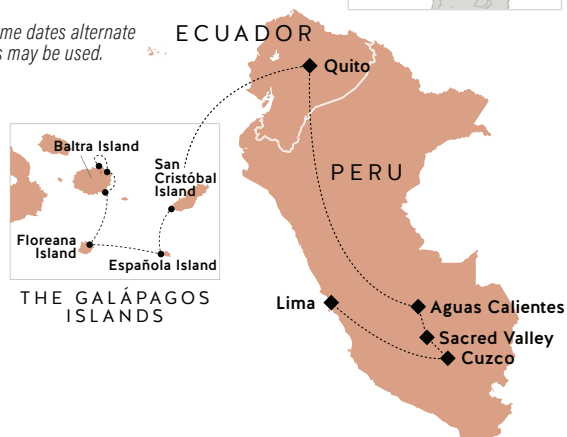 me dates alternate
s may be used.
ECUADOR
Quito
PERU
Baltra Island
San
Cristóbal
Island
Floreana
Island
Española Island
THE GALÁPAGOS
ISLANDS
Lima
Aguas Calientes
Sacred Valley
Cuzco